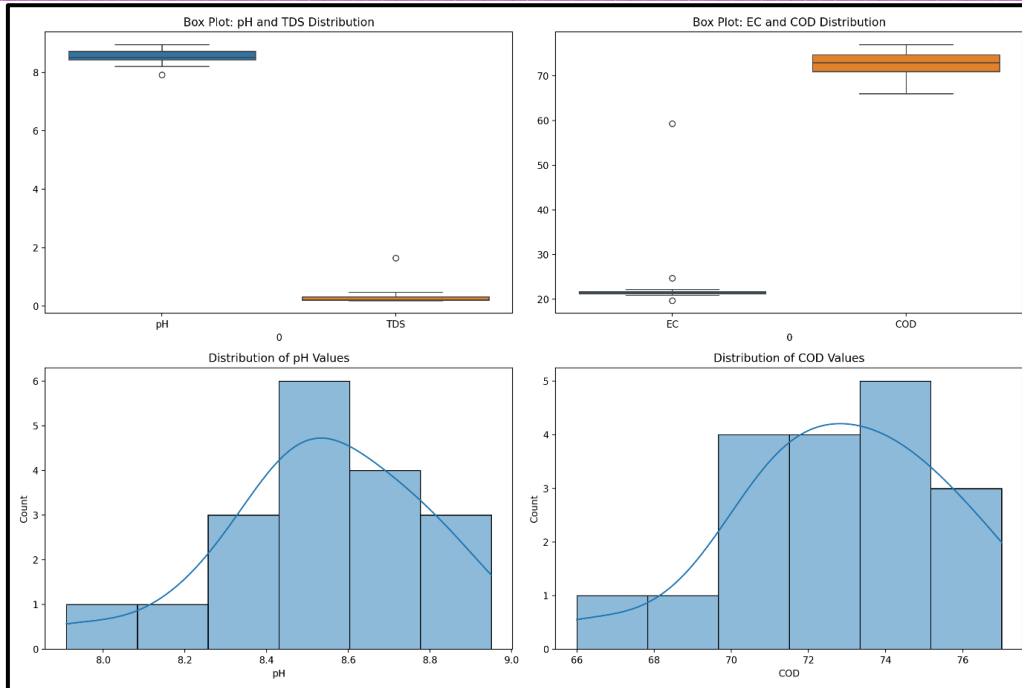 Box Plot: pH and TDS Distribution
8
6
4
2
0
pH TDS
0
Box Plot: EC and COD Distribution
70
60
50
40
30
20
EC COD
0
Distribution of pH Values
6
5
4
3
2
1
0
Count
8.0 8.2 8.4 8.6 8.8 9.0
pH
Distribution of COD Values
5
4
3
2
1
0
Count
66 68 70 72 74 76
COD